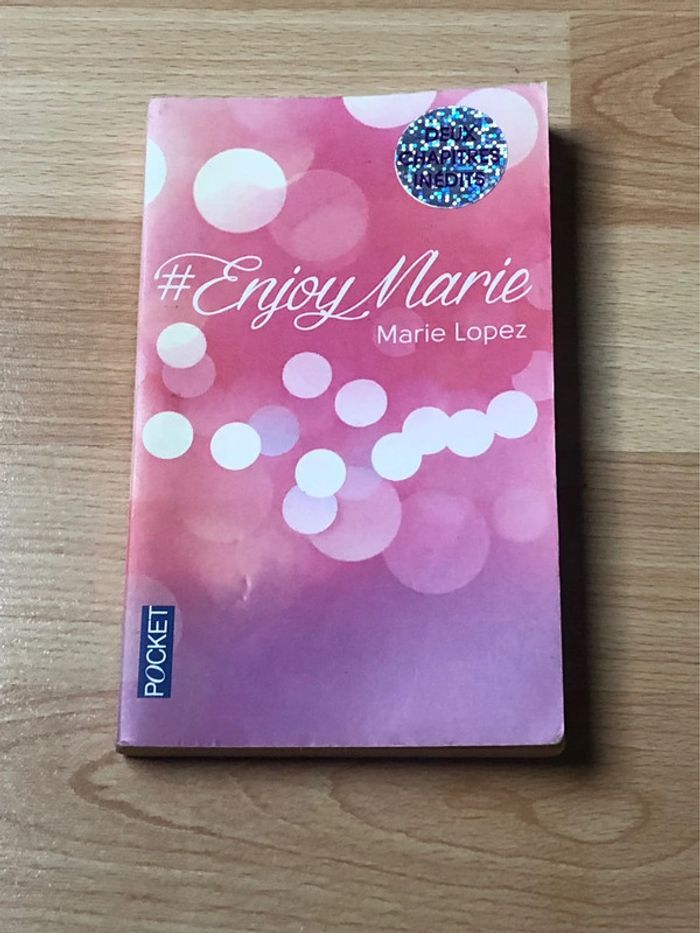 DEUX
CHAPITRES
INÉDITS
#EnjoyMarie
Marie Lopez
POCKET